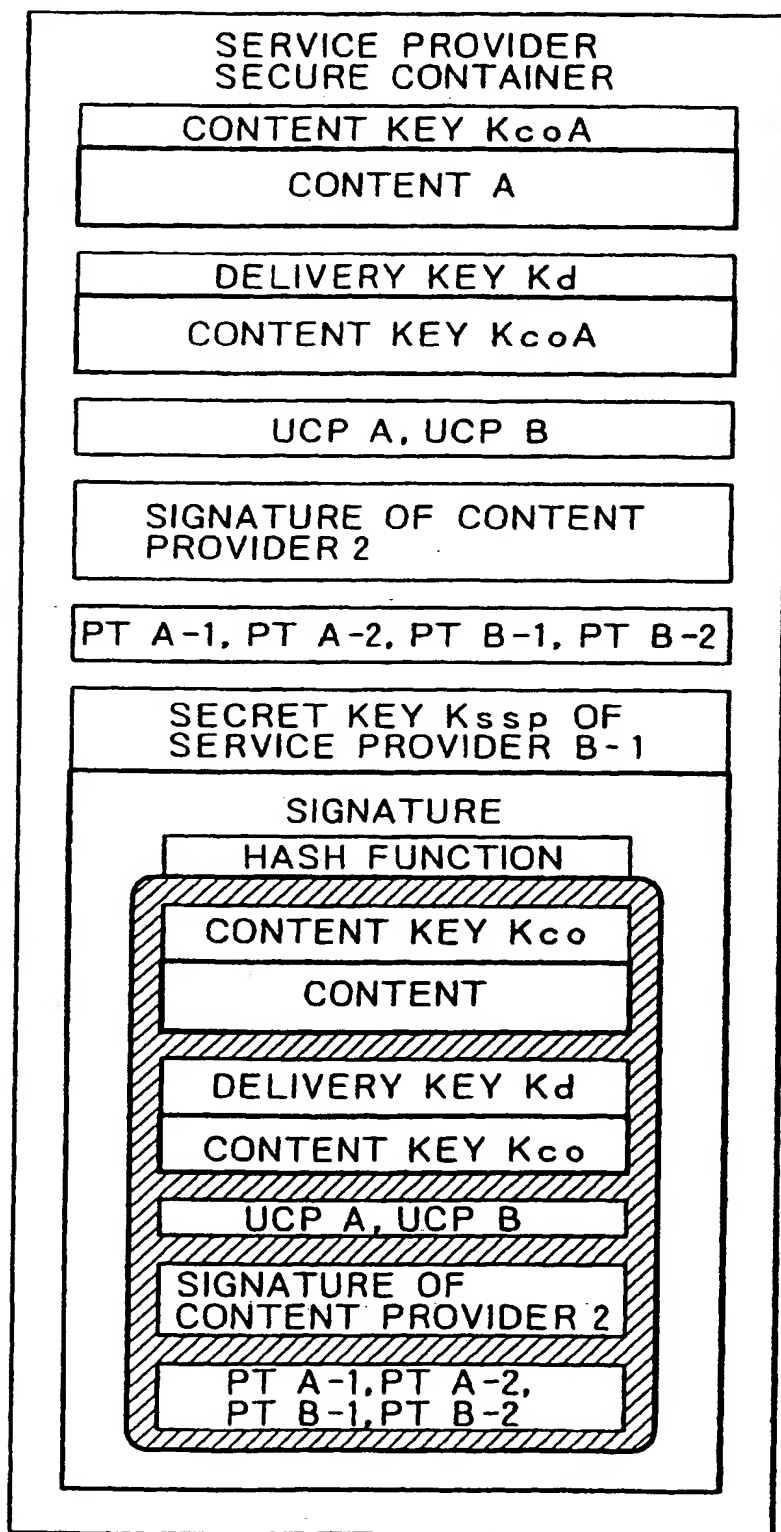 SERVICE PROVIDER
SECURE CONTAINER
CONTENT KEY KcoA
CONTENT A
DELIVERY KEY Kd
CONTENT KEY KcoA
UCP A, UCP B
SIGNATURE OF CONTENT
PROVIDER 2
PT A-1, PT A-2, PT B-1, PT B-2
SECRET KEY Kssp OF
SERVICE PROVIDER B-1
SIGNATURE
HASH FUNCTION
CONTENT KEY Kco
CONTENT
DELIVERY KEY Kd
CONTENT KEY Kco
UCP A, UCP B
SIGNATURE OF
CONTENT PROVIDER 2
PT A-1, PT A-2,
PT B-1, PT B-2